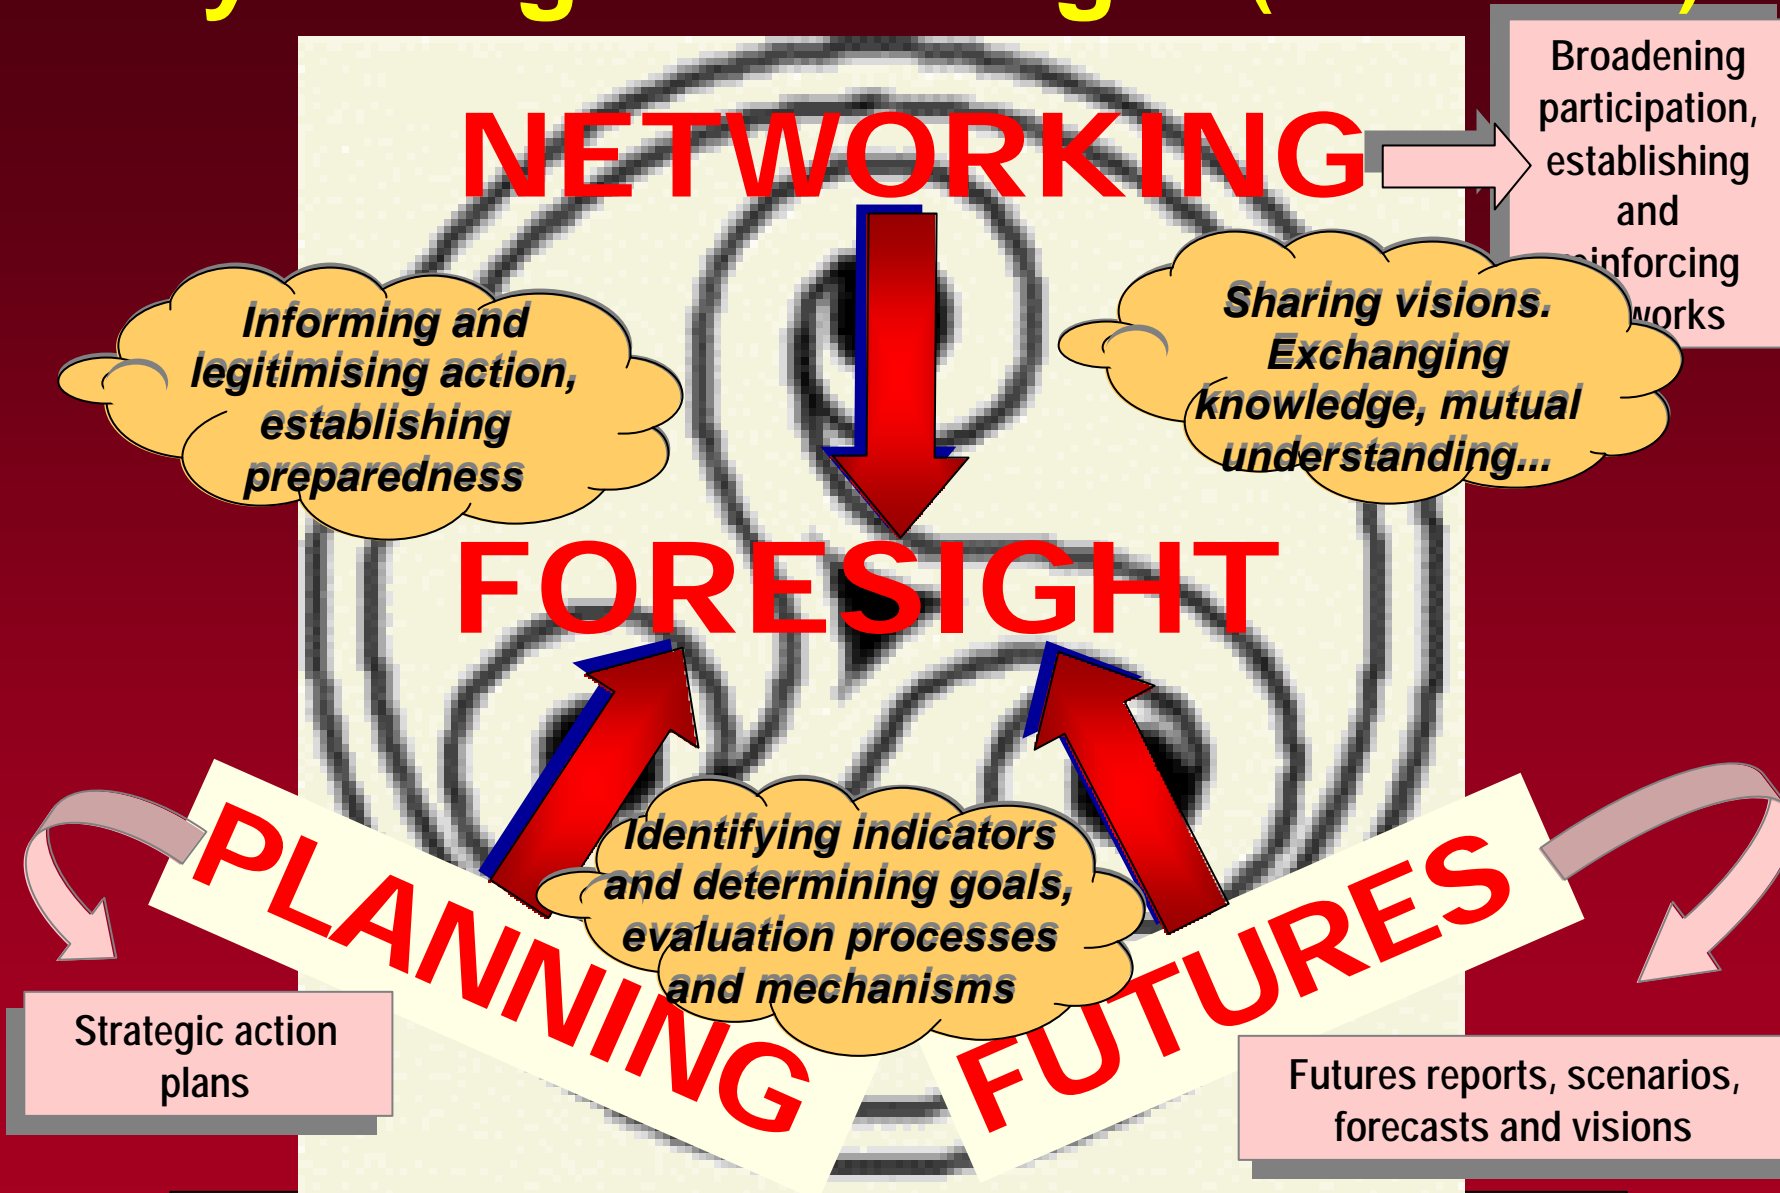 NETWORKING
Broadening
participation,
establishing
and
works
Informing and
legitimising action,
establishing
preparedness
Sharing visions.
Exchanging
knowledge, mutual
understanding...
FORESIGHT
PLANNING
Identifying indicators
and determining goals,
evaluation processes
and mechanisms
FUTURES
Strategic action
plans
Futures reports, scenarios,
forecasts and visions